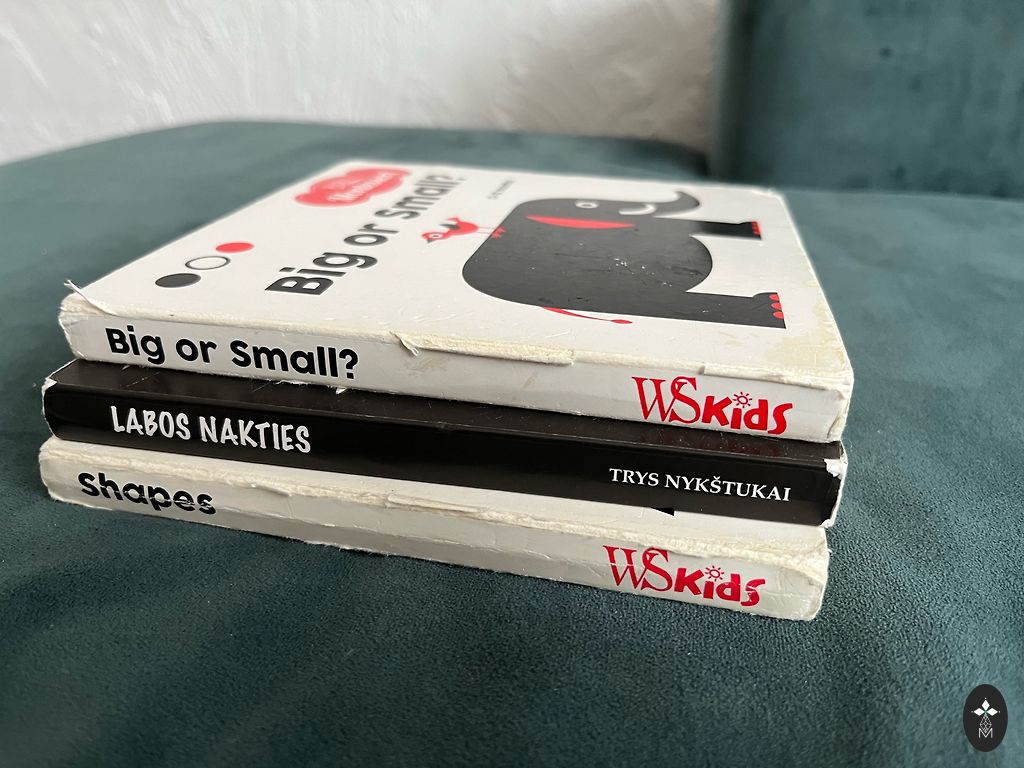 Big or Small?
Big or Small?
WSKids
LABOS NAKTIES
TRYS NYKŠTUKAI
Shapes
WSKids